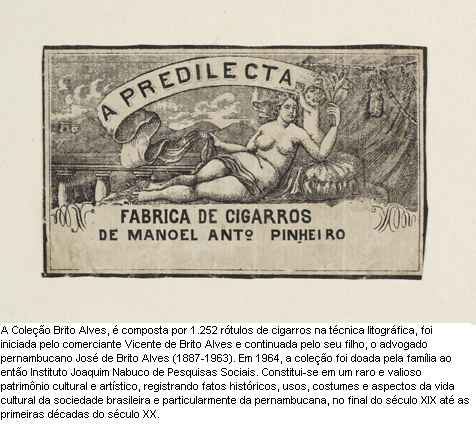 A PREDILECTA
FABRICA DE CIGARROS
DE MANOEL ANTº PINHEIRO
A Coleção Brito Alves, é composta por 1.252 rótulos de cigarros na técnica litográfica, foi
iniciada pelo comerciante Vicente de Brito Alves e continuada pelo seu filho, o advogado
pernambucano José de Brito Alves (1887-1963). Em 1964, a coleção foi doada pela família ao
então Instituto Joaquim Nabuco de Pesquisas Sociais. Constitui-se em um raro e valioso
patrimônio cultural e artístico, registrando fatos históricos, usos, costumes e aspectos da vida
cultural da sociedade brasileira e particularmente da pernambucana, no final do século XIX até as
primeiras décadas do século XX.